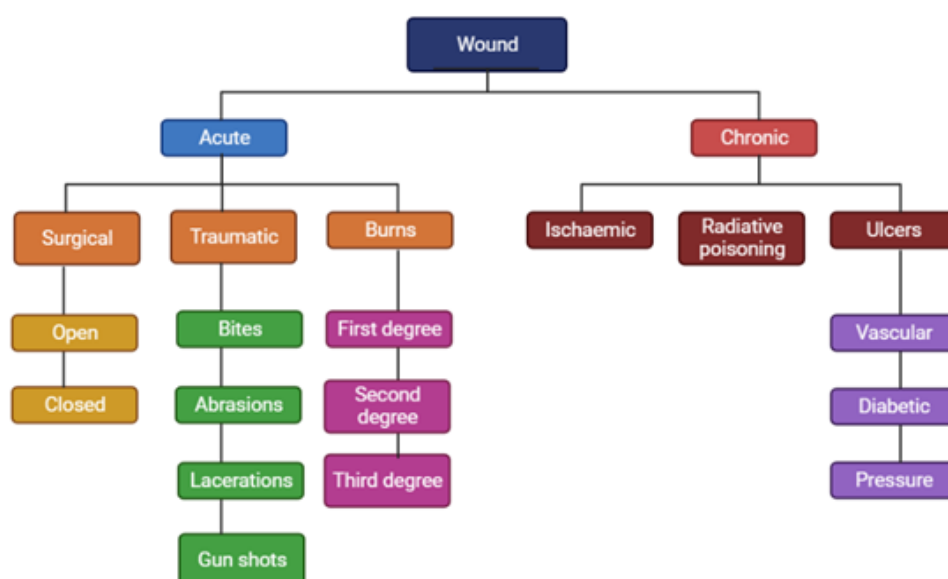 Wound
Acute
Chronic
Surgical
Traumatic
Burns
Ischaemic
Radiative
poisoning
Ulcers
Open
Bites
First degree
Vascular
Closed
Abrasions
Second
degree
Diabetic
Lacerations
Third degree
Pressure
Gun shots